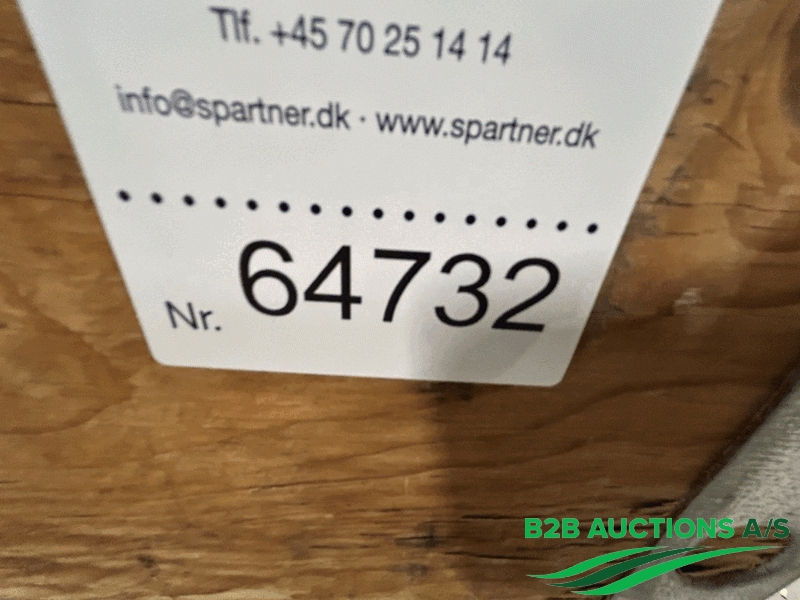 Tlf. +45 70 25 14 14
info@spartner.dk · www.spartner.dk
Nr. 64732
B2B AUCTIONS A/S